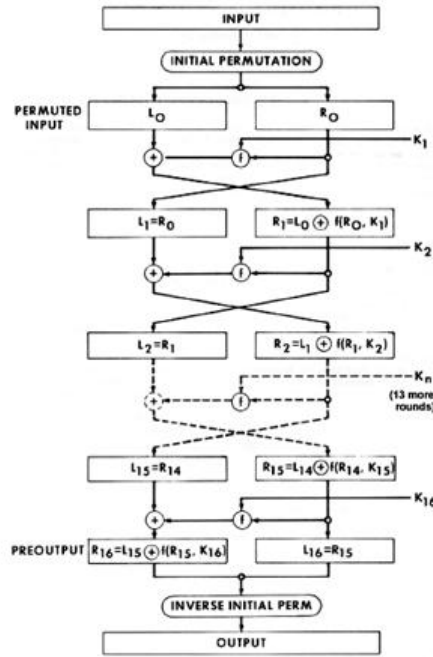 INPUT
INITIAL PERMUTATION
PERMUTED
INPUT
L0
R0
+
f
K1
L1=R0
R1=L0 + f(R0, K1)
+
f
K2
L2=R1
R2=L1 + f(R1, K2)
+
f
Kn
(13 more
rounds)
L15=R14
R15=L14 + f(R14, K15)
+
f
K16
PREOUTPUT
R16=L15 + f(R15, K16)
L16=R15
INVERSE INITIAL PERM
OUTPUT